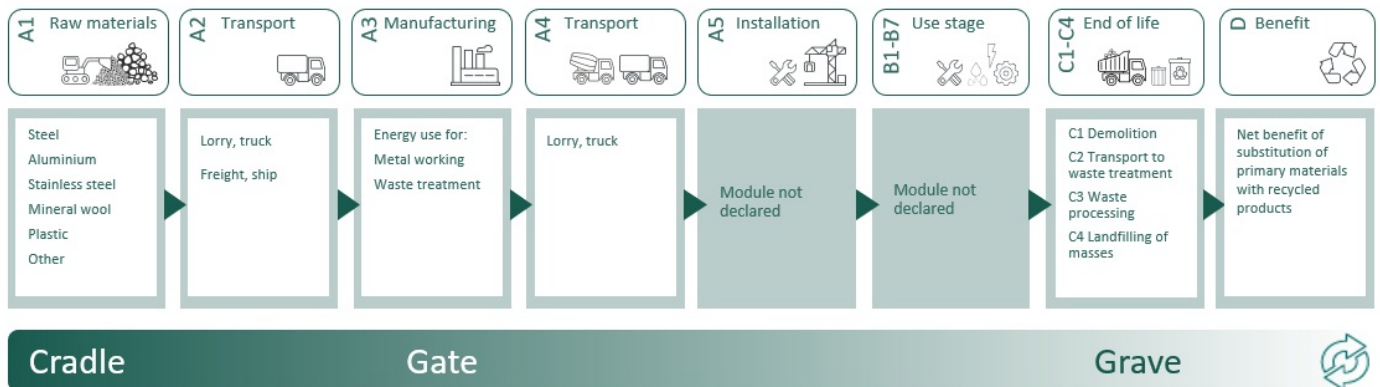 A1 Raw materials
A2 Transport
A3 Manufacturing
A4 Transport
A5 Installation
B1-B7 Use stage
C1-C4 End of life
D Benefit
Steel
Aluminium
Stainless steel
Mineral wool
Plastic
Other
Lorry, truck
Freight, ship
Energy use for:
Metal working
Waste treatment
Lorry, truck
Module not
declared
Module not
declared
C1 Demolition
C2 Transport to
waste treatment
C3 Waste
processing
C4 Landfilling of
masses
Net benefit of
substitution of
primary materials
with recycled
products
Cradle
Gate
Grave